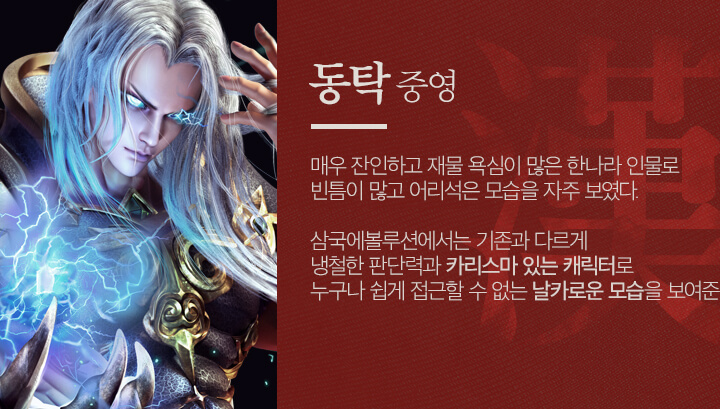 동탁 중영
매우 잔인하고 재물 욕심이 많은 한나라 인물로
빈틈이 많고 어리석은 모습을 자주 보였다.
삼국에볼루션에서는 기존과 다르게
냉철한 판단력과 카리스마 있는 캐릭터로
누구나 쉽게 접근할 수 없는 날카로운 모습을 보여준
漢